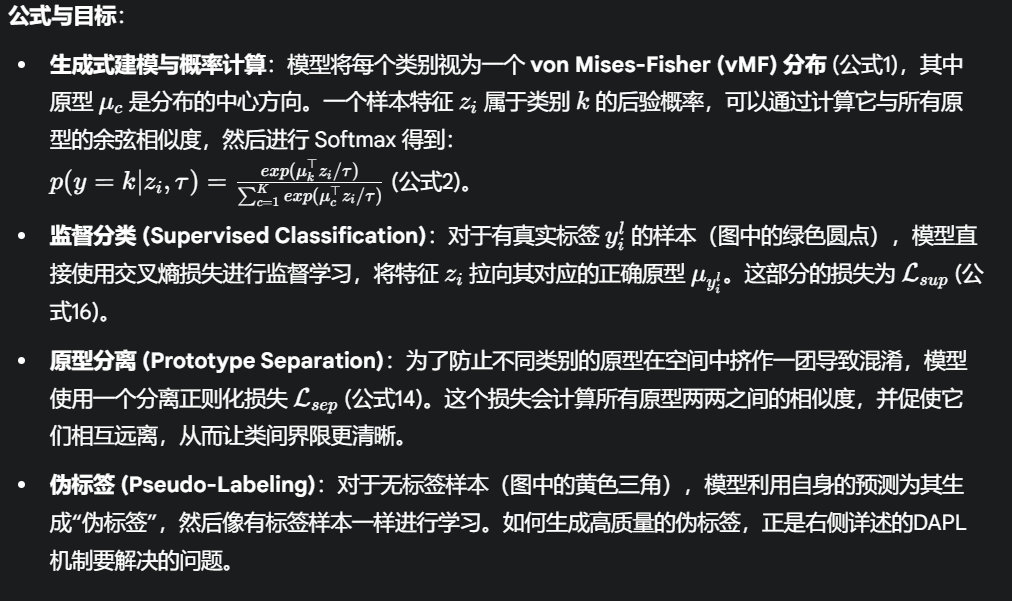 公式与目标：
• 生成式建模与概率计算：模型将每个类别视为一个 von Mises-Fisher (vMF) 分布 (公式1)，其中
原型 μ_c 是分布的中心方向。一个样本特征 z_i 属于类别 k 的后验概率，可以通过计算它与所有原
型的余弦相似度，然后进行 Softmax 得到：
p(y = k|z_i, τ) = \frac{exp(μ_k^⊤ z_i/τ)}{∑_{c=1}^K exp(μ_c^⊤ z_i/τ)} (公式2)。
• 监督分类 (Supervised Classification)：对于有真实标签 y_i^l 的样本（图中的绿色圆点），模型直
接使用交叉熵损失进行监督学习，将特征 z_i 拉向其对应的正确原型 μ_{y_i^l}。这部分的损失为 ℒ_{sup} (公
式16)。
• 原型分离 (Prototype Separation)：为了防止不同类别的原型在空间中挤作一团导致混淆，模型
使用一个分离正则化损失 ℒ_{sep} (公式14)。这个损失会计算所有原型两两之间的相似度，并促使它
们相互远离，从而让类间界限更清晰。
• 伪标签 (Pseudo-Labeling)：对于无标签样本（图中的黄色三角），模型利用自身的预测为其生
成“伪标签”，然后像有标签样本一样进行学习。如何生成高质量的伪标签，正是右侧详述的DAPL
机制要解决的问题。